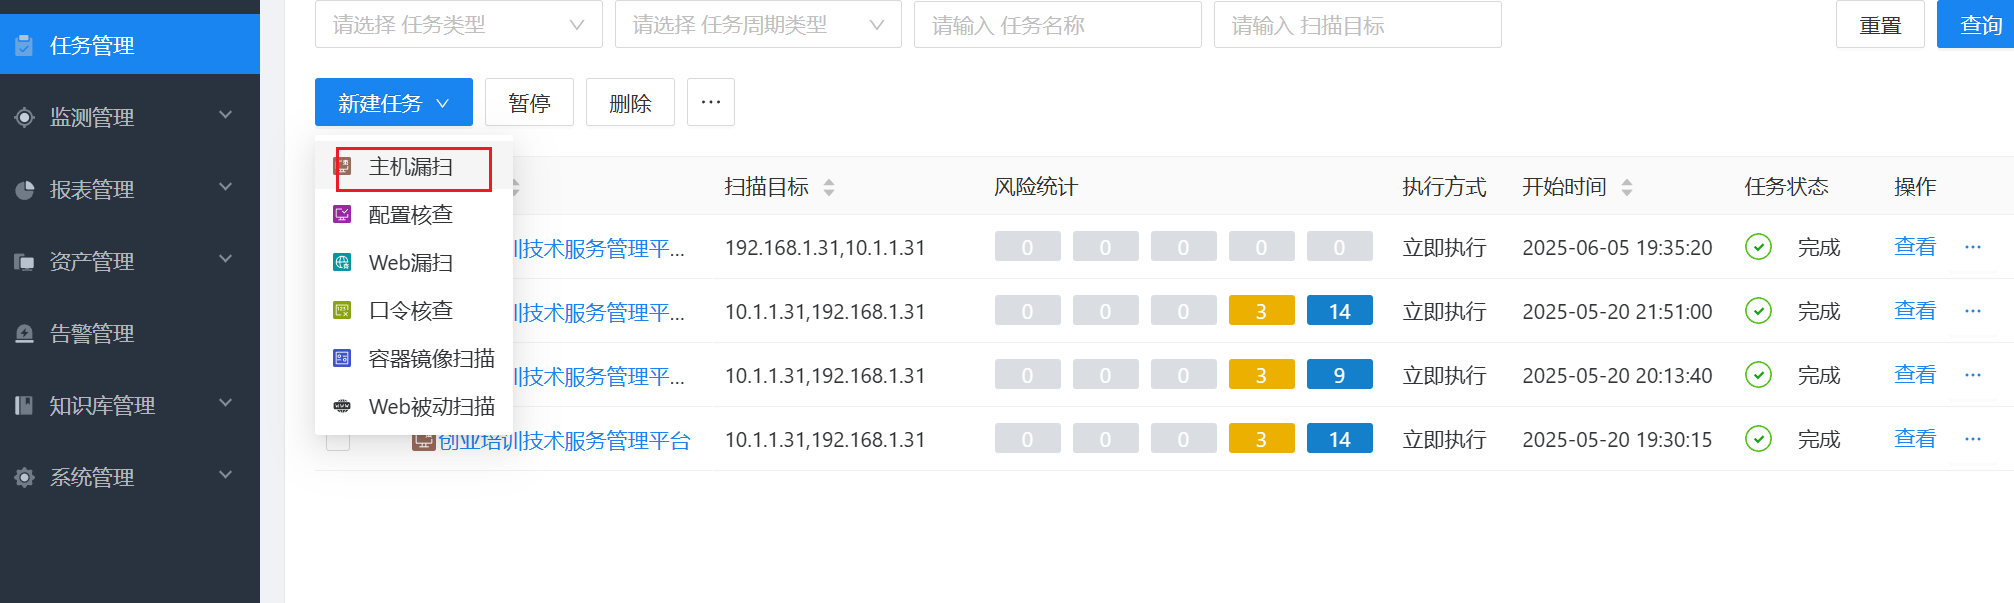 任务管理
监测管理
报表管理
资产管理
告警管理
知识库管理
系统管理
请选择 任务类型
请选择 任务周期类型
请输入 任务名称
请输入 扫描目标
重置
查询
新建任务
暂停
删除
···
主机漏扫
配置核查
Web漏扫
口令核查
容器镜像扫描
Web被动扫描
扫描目标
风险统计
执行方式
开始时间
任务状态
操作
训技术服务管理平... 192.168.1.31,10.1.1.31 0 0 0 0 0 立即执行 2025-06-05 19:35:20 完成 查看 ···
训技术服务管理平... 10.1.1.31,192.168.1.31 0 0 0 3 14 立即执行 2025-05-20 21:51:00 完成 查看 ···
训技术服务管理平... 10.1.1.31,192.168.1.31 0 0 0 3 9 立即执行 2025-05-20 20:13:40 完成 查看 ···
创业培训技术服务管理平台 10.1.1.31,192.168.1.31 0 0 0 3 14 立即执行 2025-05-20 19:30:15 完成 查看 ···